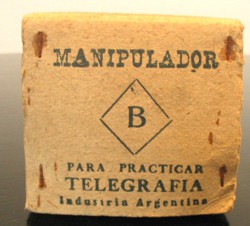 MANIPULADOR
B
PARA PRACTICAR
TELEGRAFIA
Industria Argentina